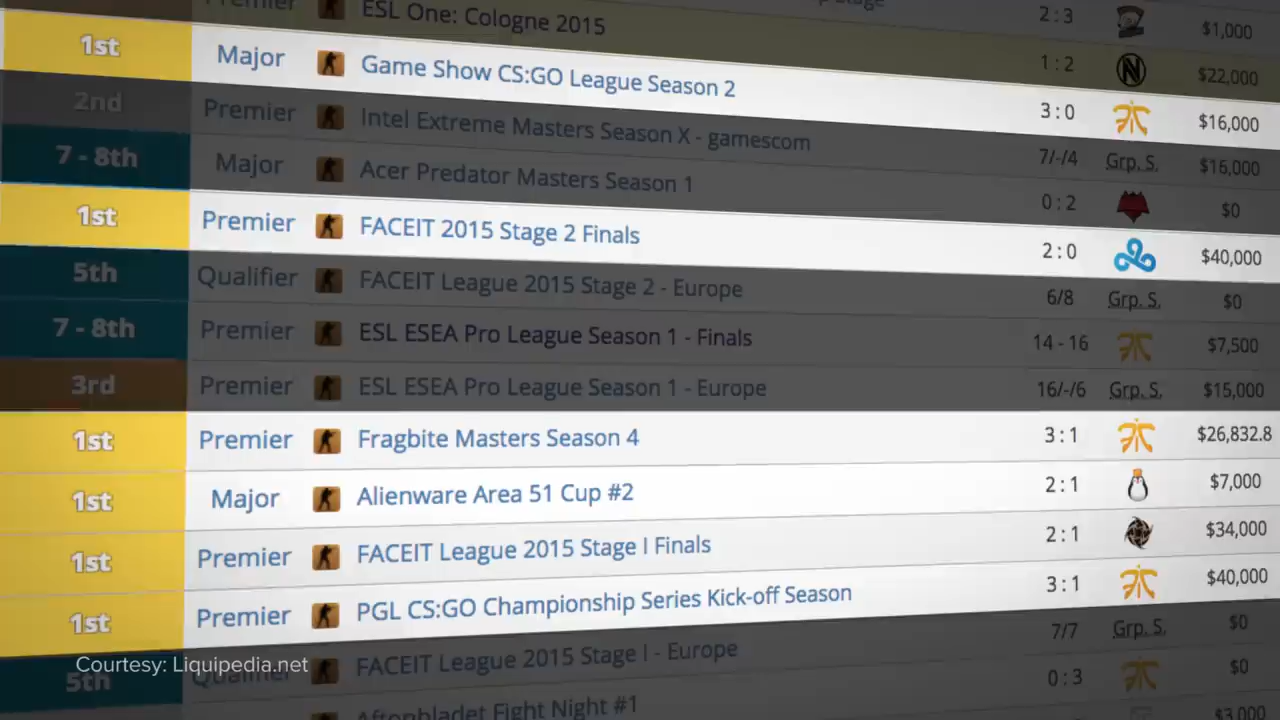 Premier ESL One: Cologne 2015 Stage 2 : 3 $1,000
1st Major Game Show CS:GO League Season 2 1 : 2 $22,000
2nd Premier Intel Extreme Masters Season X - gamescom 3 : 0 $16,000
7 - 8th Major Acer Predator Masters Season 1 7/-/4 Grp. S. $16,000
0 : 2 $0
1st Premier FACEIT 2015 Stage 2 Finals 2 : 0 $40,000
5th Qualifier FACEIT League 2015 Stage 2 - Europe 6/8 Grp. S. $0
7 - 8th Premier ESL ESEA Pro League Season 1 - Finals 14 - 16 $7,500
3rd Premier ESL ESEA Pro League Season 1 - Europe 16/-/6 Grp. S. $15,000
1st Premier Fragbite Masters Season 4 3 : 1 $26,832.8
1st Major Alienware Area 51 Cup #2 2 : 1 $7,000
1st Premier FACEIT League 2015 Stage I Finals 2 : 1 $34,000
1st Premier PGL CS:GO Championship Series Kick-off Season 3 : 1 $40,000
5th Qualifier FACEIT League 2015 Stage I - Europe 7/7 Grp. S. $0
Aftonbladet Fight Night #1 0 : 3 $0
$3,000
Courtesy: Liquipedia.net